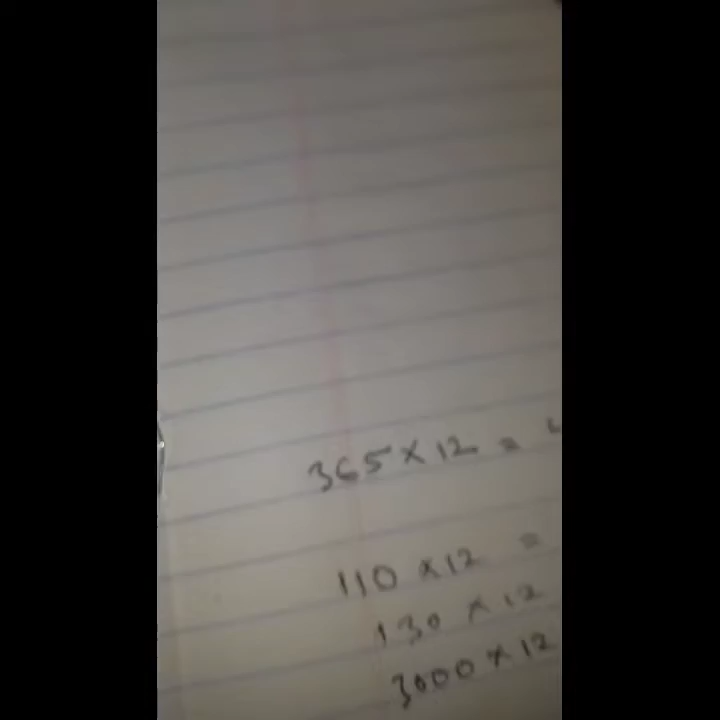 365 × 12 =
110 × 12 =
130 × 12
3000 × 12